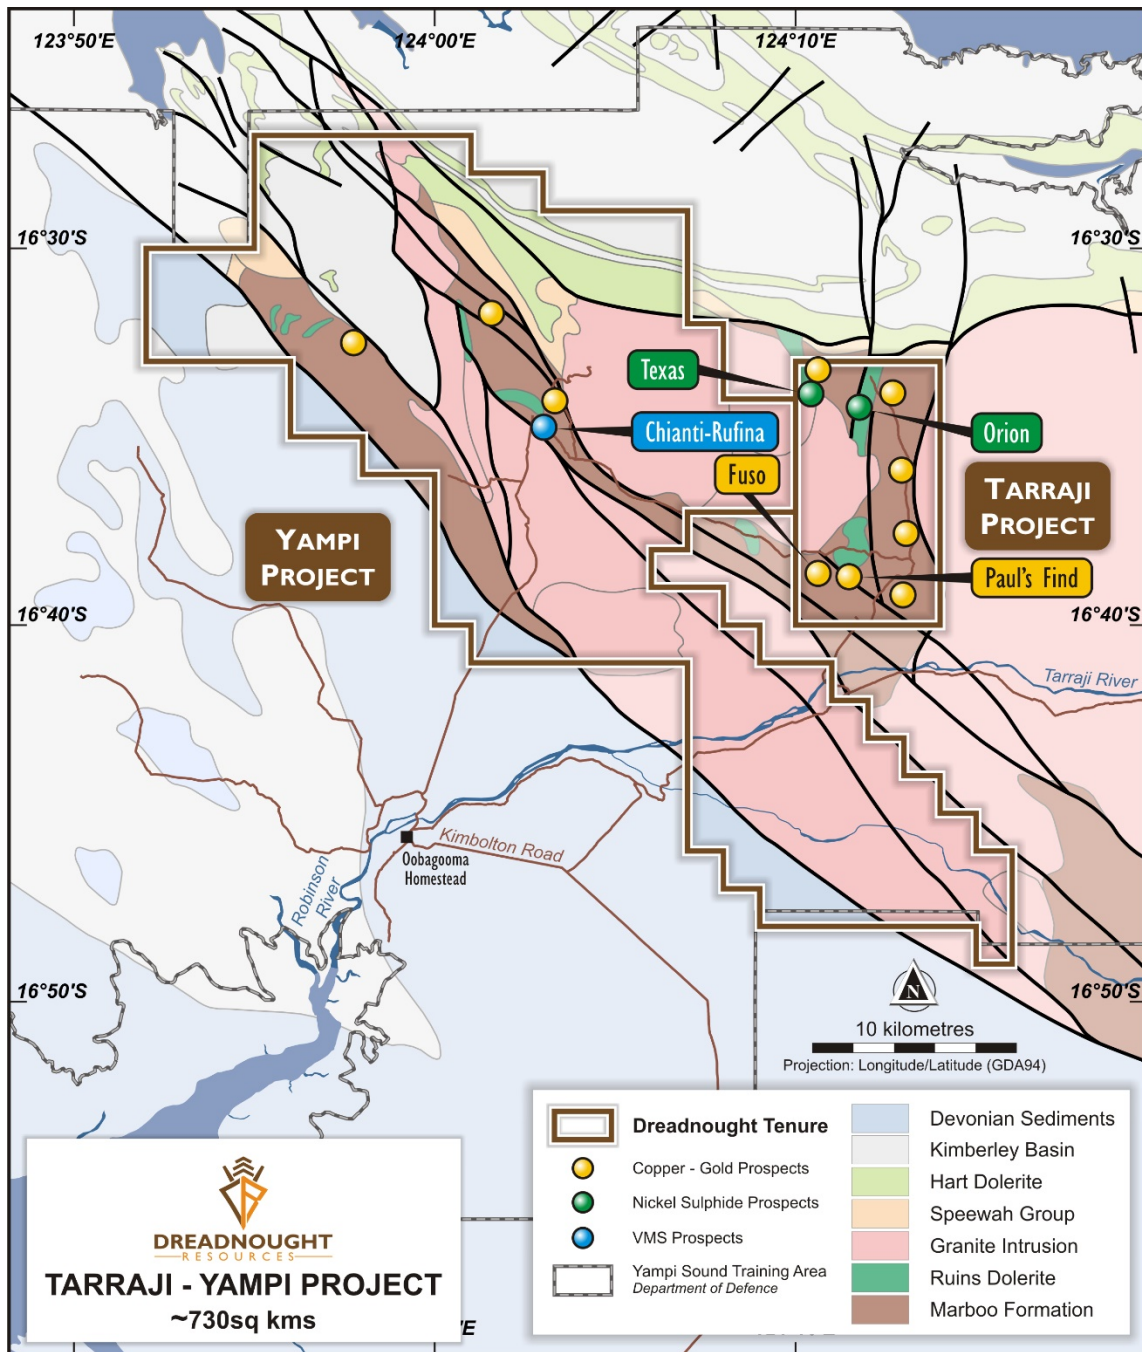 123°50'E
124°00'E
124°10'E
16°30'S
16°30'S
Texas
Chianti-Rufina
Orion
Fuso
TARRAJI
PROJECT
YAMPI
PROJECT
Paul's Find
16°40'S
16°40'S
Tarraji River
Kimbolton Road
Oobagooma
Homestead
Robinson
River
16°50'S
16°50'S
N
10 kilometres
Projection: Longitude/Latitude (GDA94)
Dreadnought Tenure
Copper - Gold Prospects
Nickel Sulphide Prospects
VMS Prospects
Yampi Sound Training Area
Department of Defence
Devonian Sediments
Kimberley Basin
Hart Dolerite
Speewah Group
Granite Intrusion
Ruins Dolerite
Marboo Formation
DREADNOUGHT
RESOURCES
TARRAJI - YAMPI PROJECT
~730sq kms